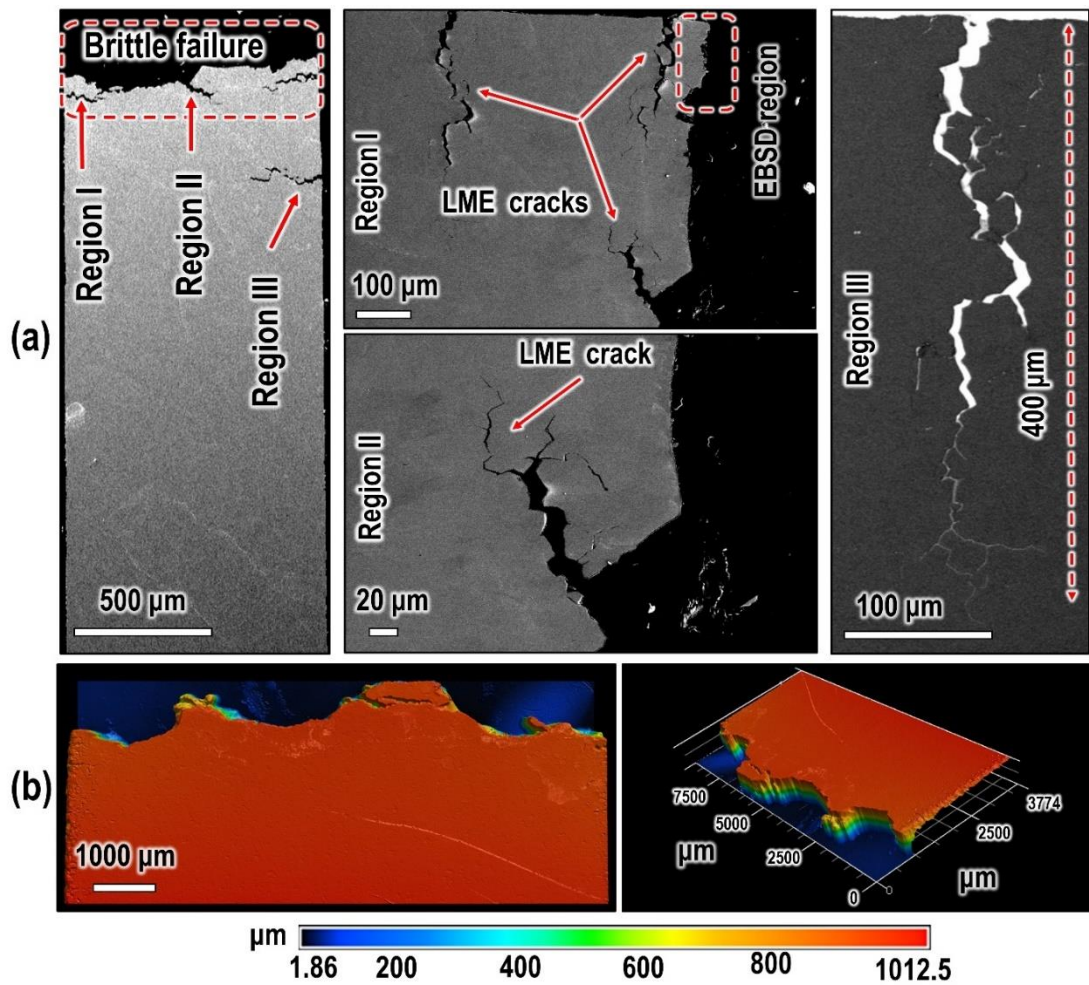 (a)
Brittle failure
Region I
Region II
Region III
500 µm
Region I
LME cracks
EBSD region
100 µm
Region II
LME crack
20 µm
Region III
400 µm
100 µm
(b)
1000 µm
7500
5000
2500
0
0
2500
3774
µm
µm
µm
1.86
200
400
600
800
1012.5